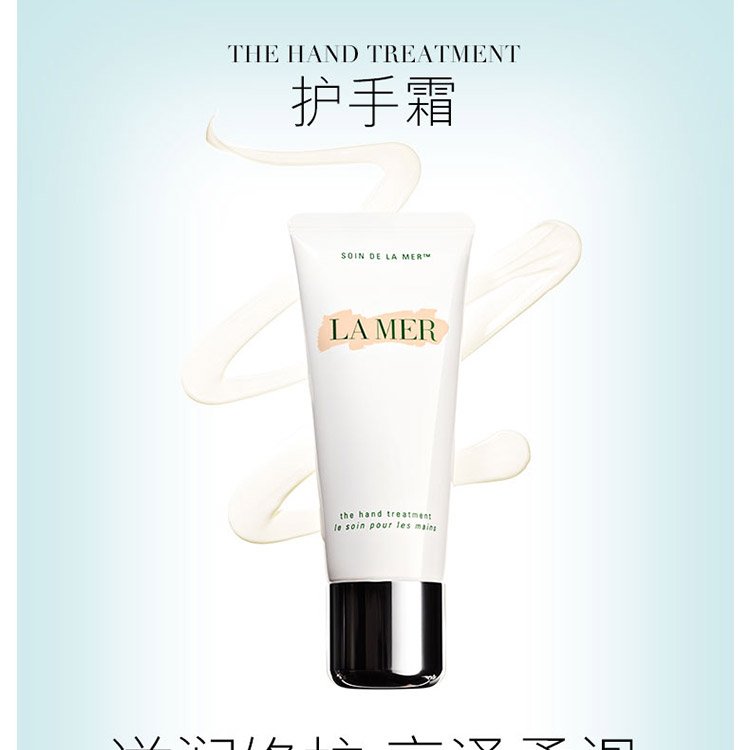 THE HAND TREATMENT
护手霜
SOIN DE LA MER™
LA MER
the hand treatment
le soin pour les mains